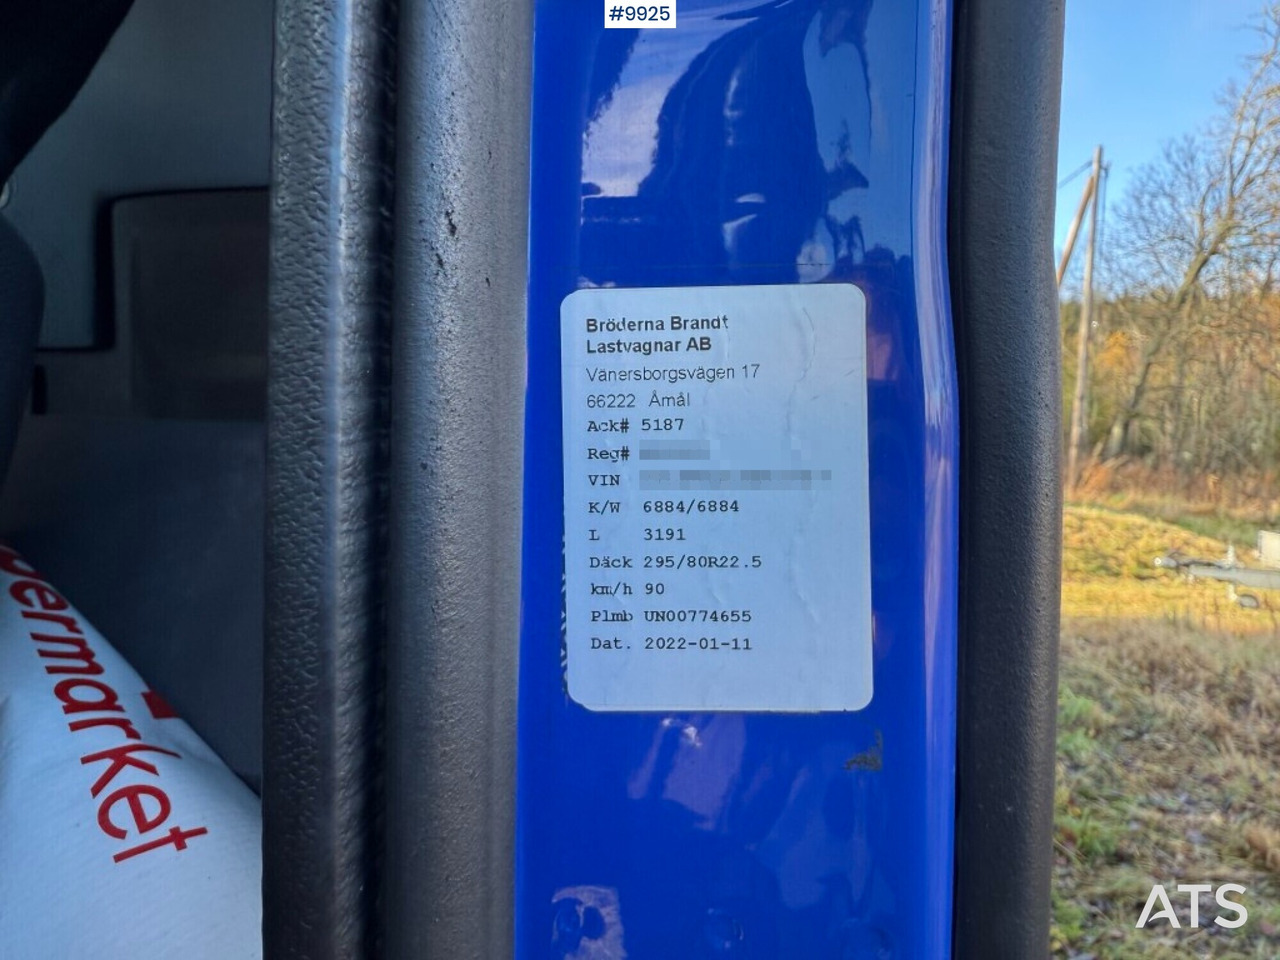 #9925
Bröderna Brandt
Lastvagnar AB
Vänersborgsvägen 17
66222 Åmål
Ack# 5187
Reg#
VIN
K/W 6884/6884
L 3191
Däck 295/80R22.5
km/h 90
Plmb UN00774655
Dat. 2022-01-11
permarket
ATS